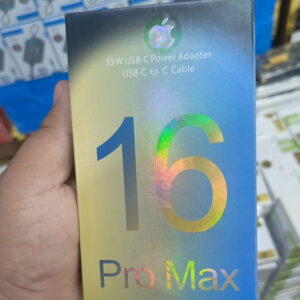 35W USB-C Power Adapter
USB-C to C Cable
16
Pro Max